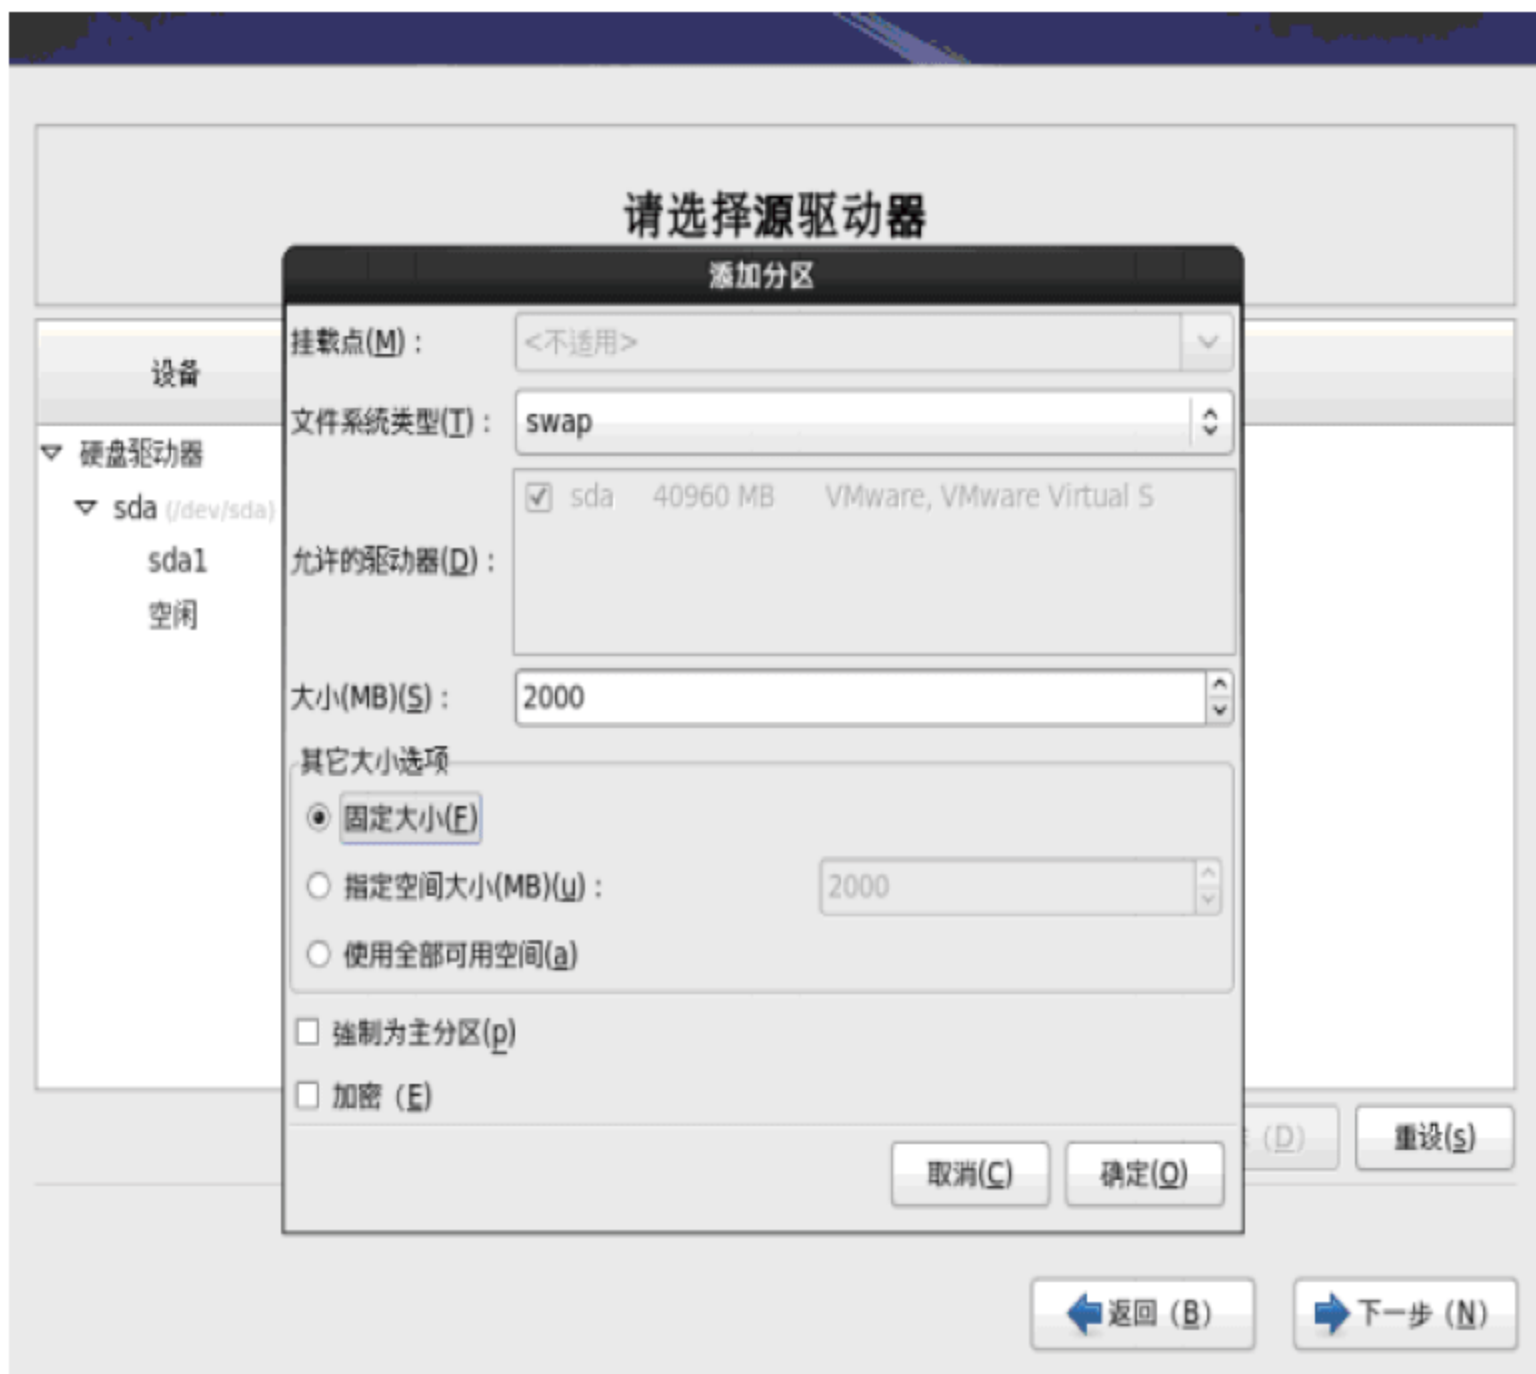 请选择源驱动器
添加分区
挂载点(M)：
<不适用>
设备
文件系统类型(T)：
swap
硬盘驱动器
sda (/dev/sda)
sda1
空闲
允许的驱动器(D)：
sda 40960 MB VMware, VMware Virtual S
大小(MB)(S)：
2000
其它大小选项
固定大小(F)
指定空间大小(MB)(u)：
2000
使用全部可用空间(a)
強制为主分区(p)
加密（E)
(D)
重设(s)
取消(C)
确定(O)
返回（B）
下一步（N）